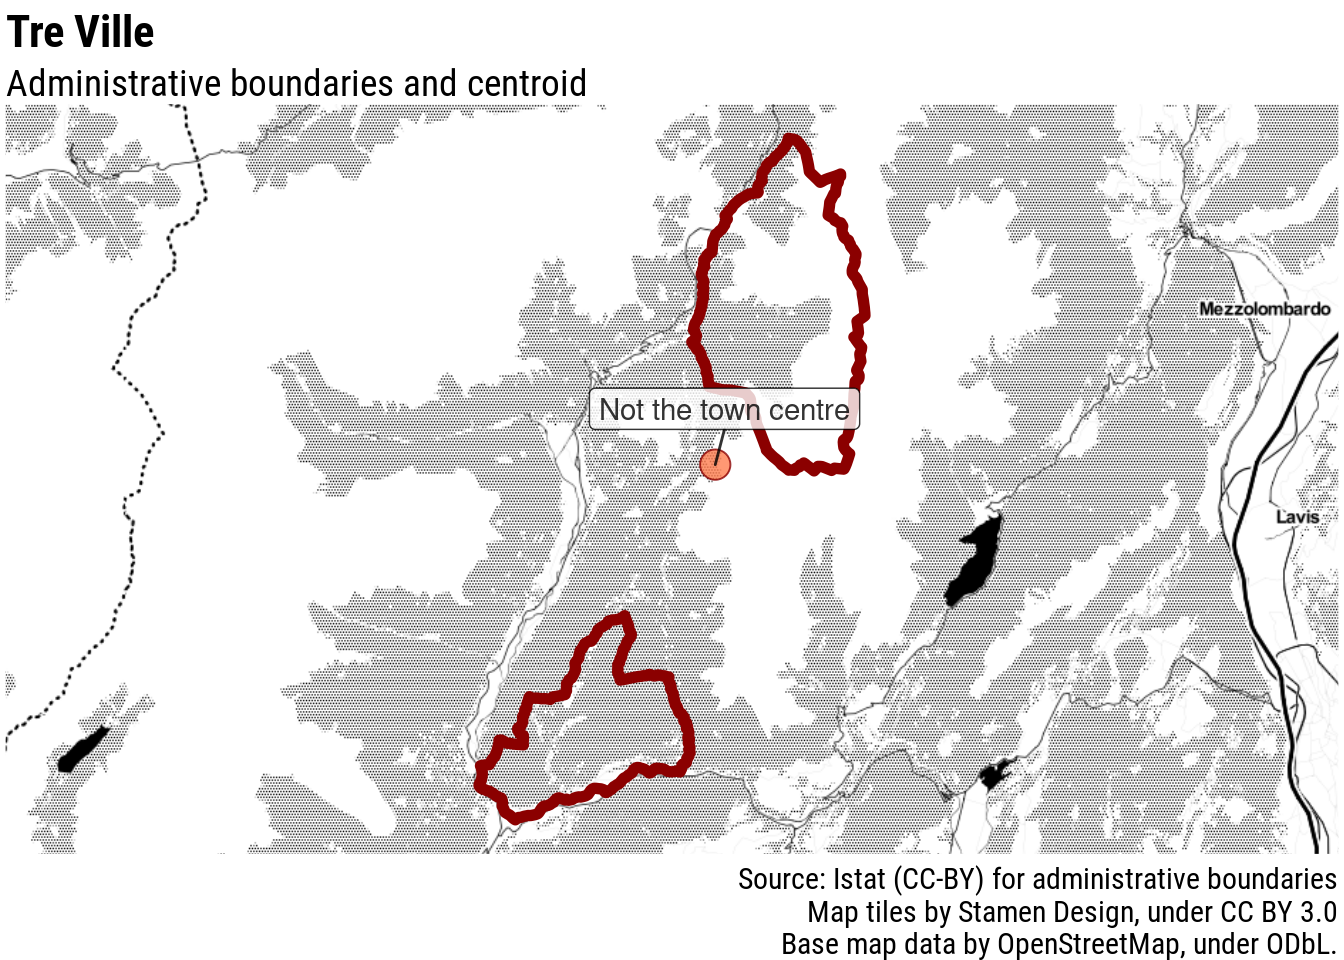 Tre Ville
Administrative boundaries and centroid
Mezzolombardo
Not the town centre
Lavis
Source: Istat (CC-BY) for administrative boundaries
Map tiles by Stamen Design, under CC BY 3.0
Base map data by OpenStreetMap, under ODbL.